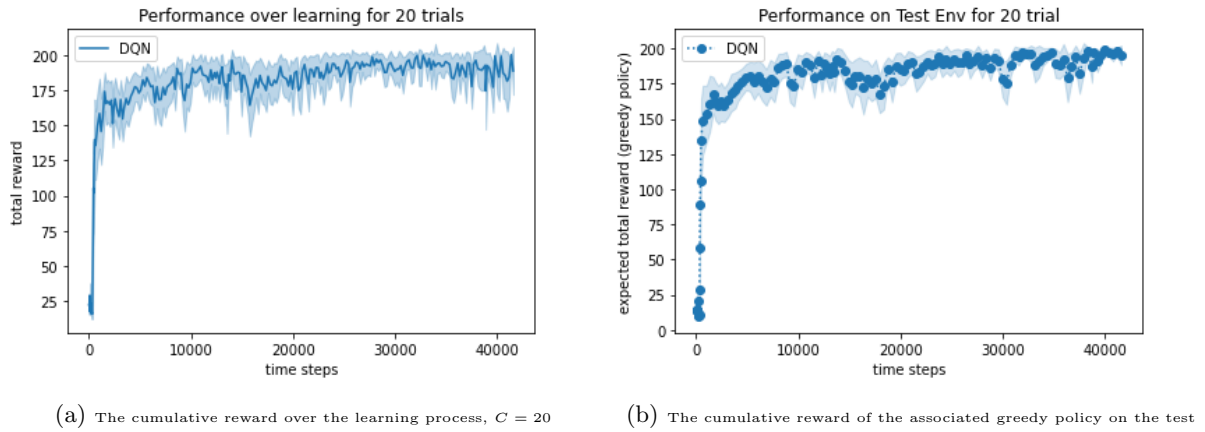 Performance over learning for 20 trials
DQN
200
175
150
125
100
75
50
25
total reward
0 10000 20000 30000 40000
time steps
(a) The cumulative reward over the learning process, C = 20
Performance on Test Env for 20 trial
DQN
200
175
150
125
100
75
50
25
0
expected total reward (greedy policy)
0 10000 20000 30000 40000
time steps
(b) The cumulative reward of the associated greedy policy on the test